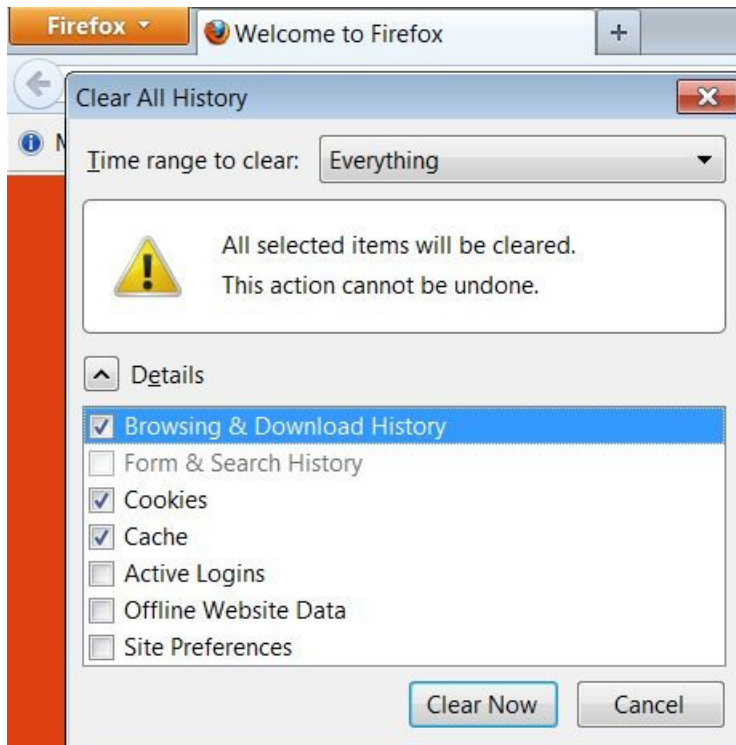 Firefox
Welcome to Firefox
+
Clear All History
Time range to clear: Everything
All selected items will be cleared.
This action cannot be undone.
Details
Browsing & Download History
Form & Search History
Cookies
Cache
Active Logins
Offline Website Data
Site Preferences
Clear Now Cancel